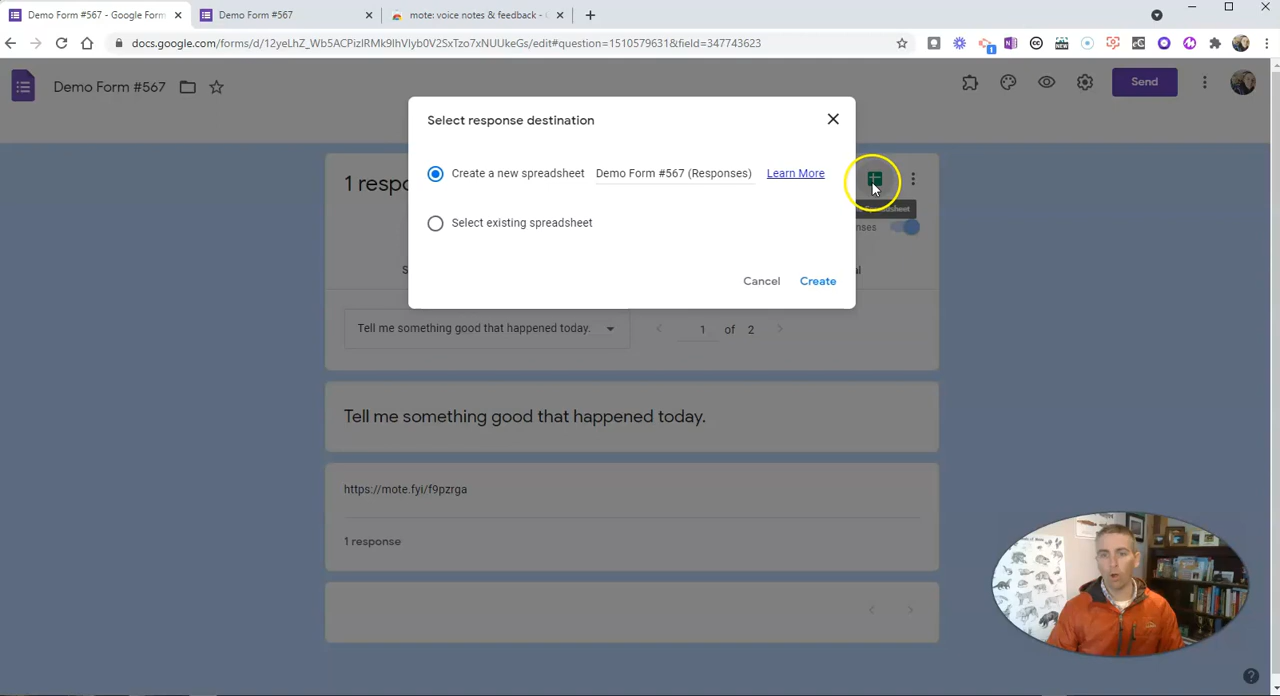 Demo Form #567 - Google Form
Demo Form #567
mote: voice notes & feedback -
docs.google.com/forms/d/12yeLhZ_Wb5ACPizlRMk9IhVIyb0V2SxTzo7xNUUkeGs/edit#question=1510579631&field=347743623
Demo Form #567
Send
Select response destination
Create a new spreadsheet
Demo Form #567 (Responses)
Learn More
Select existing spreadsheet
Cancel
Create
1 resp
Tell me something good that happened today.
1 of 2
Tell me something good that happened today.
https://mote.fyi/f9pzrga
1 response